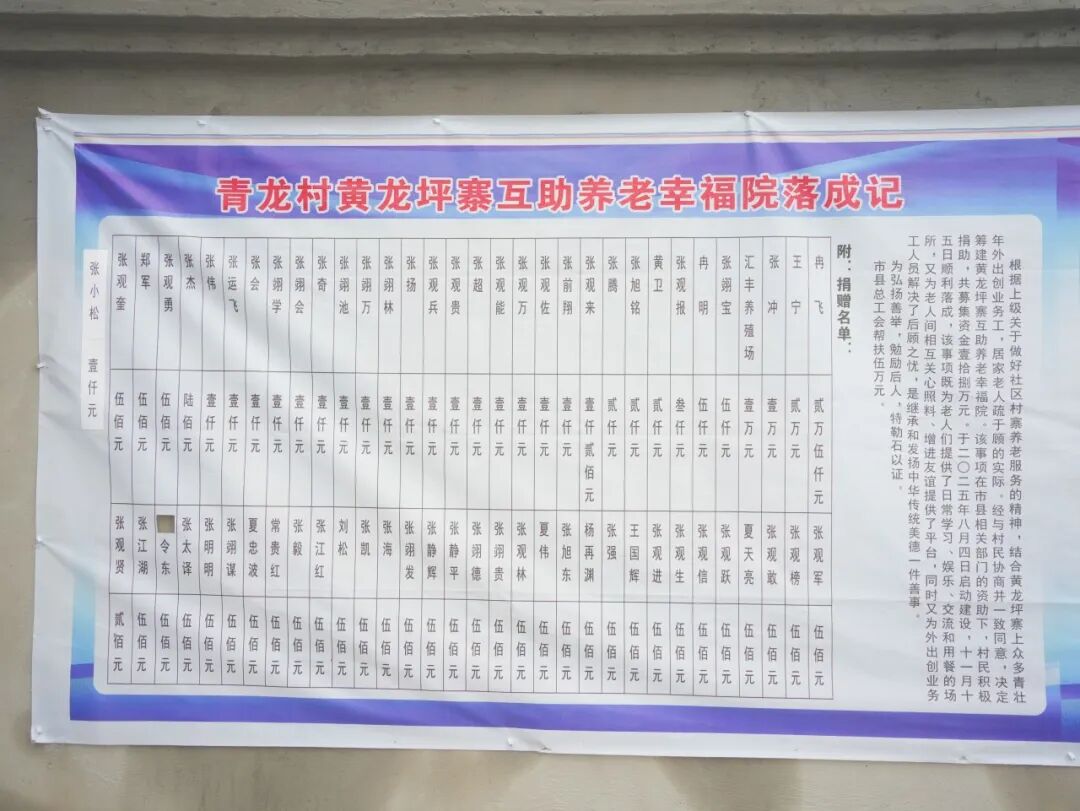 青龙村黄龙坪寨互助养老幸福院落成记
根据上级关于做好社区村寨养老服务的精神，结合黄龙坪寨上众多青壮
年外出创业务工，居家老人疏于顾的实际。经与村民协商并一致同意，决定
筹建黄龙坪寨互助养老幸福院。该事项在市县相关部门的资助下，村民积极
捐助，共募集资金壹拾捌万元。于二〇二五年八月四日启动建设，十一月十
五日顺利落成，该事项既为老人们提供了日常学习、娱乐、交流和用餐的场
所，又为老人间相互关心照料、增进友谊提供了平台，同时又为外出创业务
工人员解决了后顾之忧，是继承和发扬中华传统美德一件善事。
为弘扬善举，勉励后人，特勒石以证。
市县总工会帮扶伍万元。
附：捐赠名单：
冉飞 贰万伍仟元 张观军 伍佰元
王宁 贰万元 张观榜 伍佰元
张冲 壹万元 张观敢 伍佰元
汇丰养殖场 壹万元 夏天亮 伍佰元
张翊宝 伍仟元 张观跃 伍佰元
冉明 伍仟元 张观信 伍佰元
张观报 叁仟元 张观生 伍佰元
黄卫 贰仟元 张观进 伍佰元
张旭铭 贰仟元 王国辉 伍佰元
张腾 贰仟元 张强 伍佰元
张观来 壹仟贰佰元 杨再渊 伍佰元
张前翔 壹仟元 张旭东 伍佰元
张观佐 壹仟元 夏伟 伍佰元
张观友 壹仟元 张观林 伍佰元
张观能 壹仟元 张翊贵 伍佰元
张超 壹仟元 张翊德 伍佰元
张观贵 壹仟元 张静平 伍佰元
张观兵 壹仟元 张静辉 伍佰元
张扬 壹仟元 张翊发 伍佰元
张翊林 壹仟元 张海 伍佰元
张翊万 壹仟元 张凯 伍佰元
张翊池 壹仟元 刘松 伍佰元
张奇 壹仟元 张江红 伍佰元
张翊会 壹仟元 张毅 伍佰元
张翊学 壹仟元 常贵红 伍佰元
张会 壹仟元 夏忠波 伍佰元
张运飞 壹仟元 张翊谋 伍佰元
张伟 壹仟元 张明明 伍佰元
张杰 陆佰元 张太译 伍佰元
张观勇 伍佰元 令东 伍佰元
郑军 伍佰元 张江湖 伍佰元
张观奎 伍佰元 张观贤 贰佰元
张小松 壹仟元